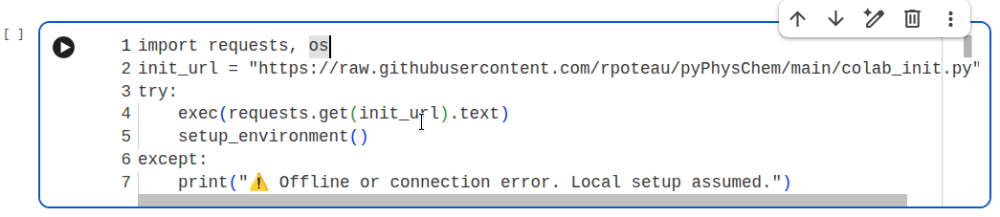 [ ]
1 import requests, os
2 init_url = "https://raw.githubusercontent.com/rpoteau/pyPhysChem/main/colab_init.py"
3 try:
4     exec(requests.get(init_url).text)
5     setup_environment()
6 except:
7     print("⚠️ Offline or connection error. Local setup assumed.")